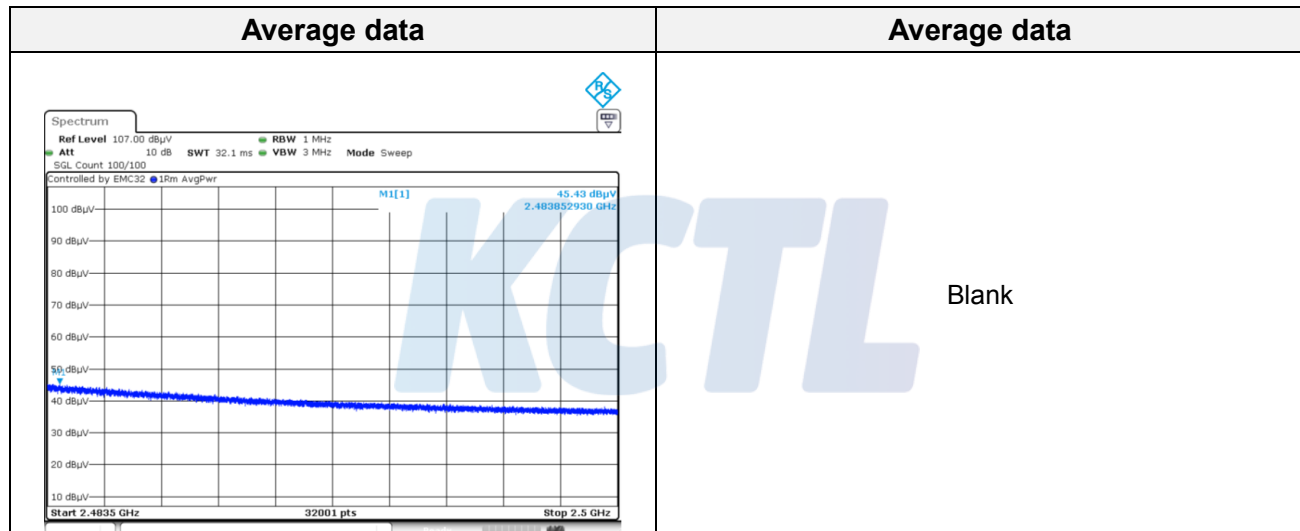 Average data
Average data
R&S
Spectrum
Ref Level 107.00 dBµV RBW 1 MHz
Att 10 dB SWT 32.1 ms VBW 3 MHz Mode Sweep
SGL Count 100/100
Controlled by EMC32 1Rm AvgPwr
M1[1] 45.43 dBµV
2.483852930 GHz
100 dBµV
90 dBµV
80 dBµV
70 dBµV
60 dBµV
50 dBµV
M1
40 dBµV
30 dBµV
20 dBµV
10 dBµV
Start 2.4835 GHz 32001 pts Stop 2.5 GHz
KCTL
Blank